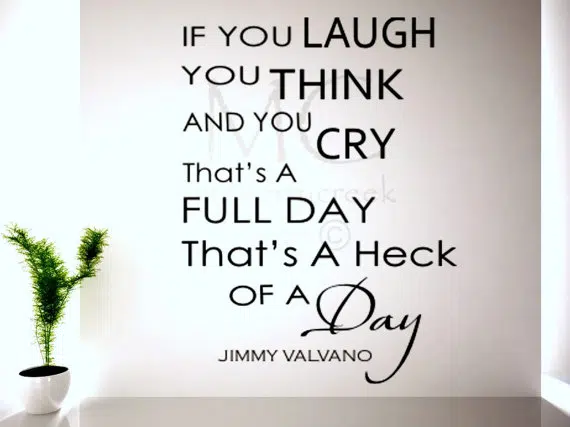 IF YOU LAUGH
YOU THINK
AND YOU CRY
That's A
FULL DAY
That's A Heck
OF A Day
JIMMY VALVANO